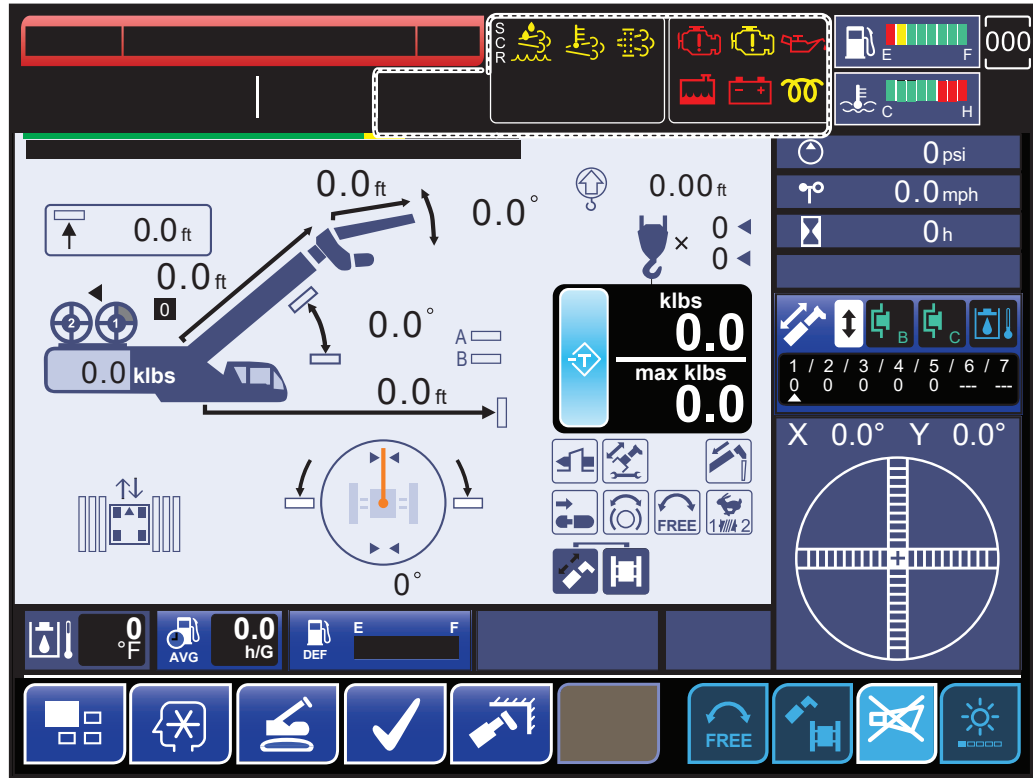 SCR
E F
000
C H
0 psi
0.0 mph
0 h
0.0 ft
0.0°
0.00 ft
× 0
0
0.0 ft
0.0 ft
0
2 1
0.0°
A
B
0.0 klbs
0.0 ft
klbs
0.0
max klbs
0.0
B C
1 / 2 / 3 / 4 / 5 / 6 / 7
0 0 0 0 0 --- ---
T
X 0.0° Y 0.0°
FREE
1 2
0°
0
°F
AVG
0.0
h/G
DEF
E F
FREE